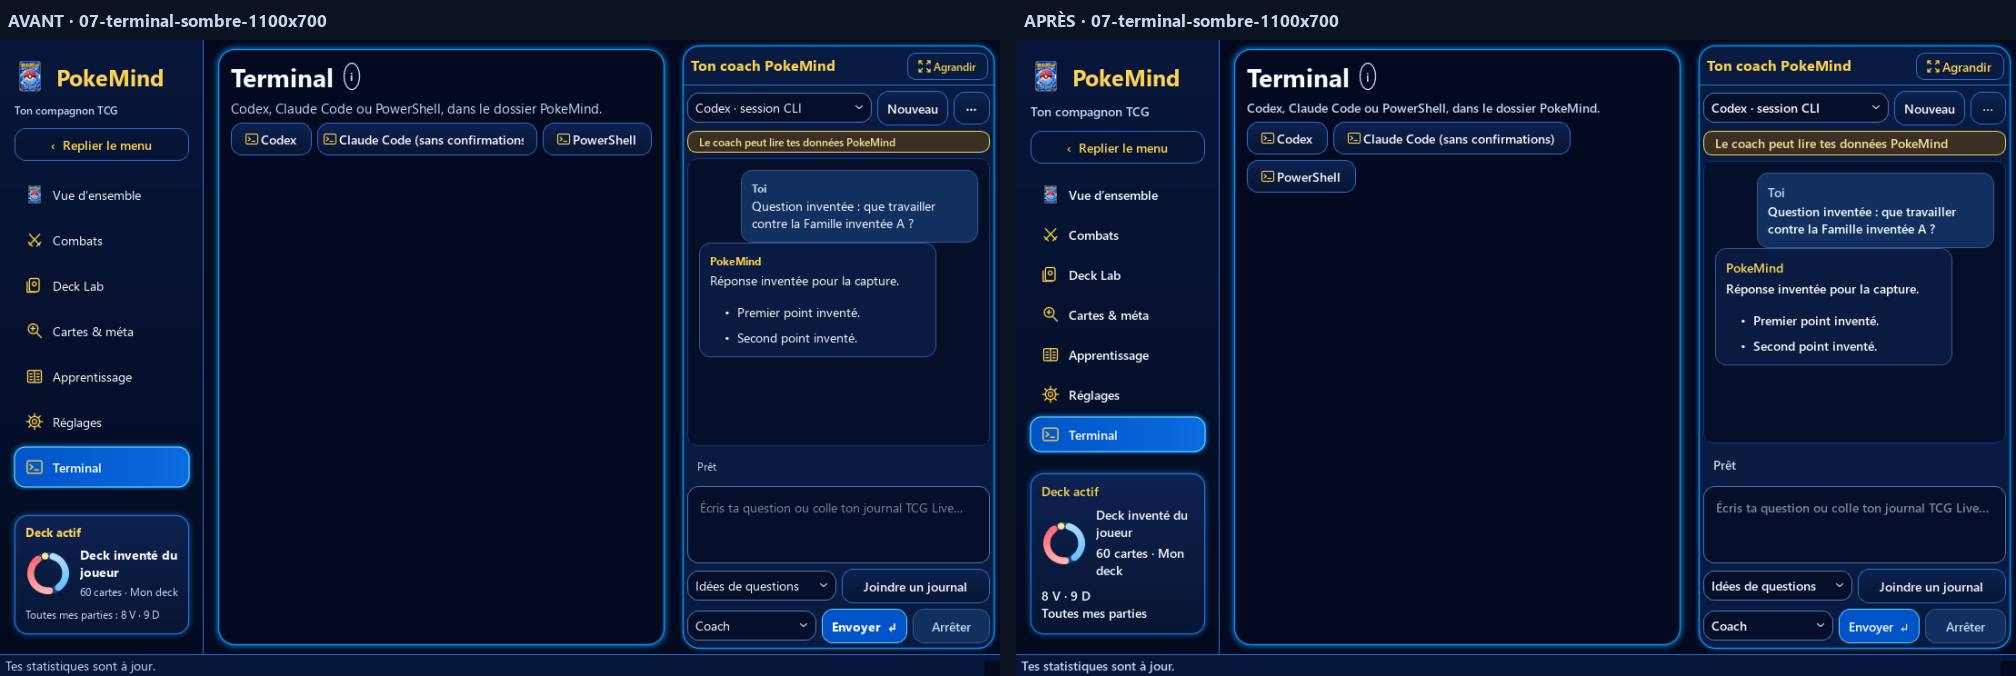 AVANT · 07-terminal-sombre-1100x700
PokeMind
Ton compagnon TCG
‹ Replier le menu
Vue d'ensemble
Combats
Deck Lab
Cartes & méta
Apprentissage
Réglages
Terminal
Deck actif
Deck inventé du
joueur
60 cartes · Mon deck
Toutes mes parties : 8 V · 9 D
Terminal
Codex, Claude Code ou PowerShell, dans le dossier PokeMind.
Codex
Claude Code (sans confirmations
PowerShell
Ton coach PokeMind
Agrandir
Codex · session CLI
Nouveau
...
Le coach peut lire tes données PokeMind
Toi
Question inventée : que travailler
contre la Famille inventée A ?
PokeMind
Réponse inventée pour la capture.
• Premier point inventé.
• Second point inventé.
Prêt
Écris ta question ou colle ton journal TCG Live...
Idées de questions
Joindre un journal
Coach
Envoyer ↲
Arrêter
Tes statistiques sont à jour.
APRÈS · 07-terminal-sombre-1100x700
PokeMind
Ton compagnon TCG
‹ Replier le menu
Vue d'ensemble
Combats
Deck Lab
Cartes & méta
Apprentissage
Réglages
Terminal
Deck actif
Deck inventé du
joueur
60 cartes · Mon
deck
8 V · 9 D
Toutes mes parties
Terminal
Codex, Claude Code ou PowerShell, dans le dossier PokeMind.
Codex
Claude Code (sans confirmations)
PowerShell
Ton coach PokeMind
Agrandir
Codex · session CLI
Nouveau
...
Le coach peut lire tes données PokeMind
Toi
Question inventée : que travailler
contre la Famille inventée A ?
PokeMind
Réponse inventée pour la capture.
• Premier point inventé.
• Second point inventé.
Prêt
Écris ta question ou colle ton journal TCG Live...
Idées de questions
Joindre un journal
Coach
Envoyer ↲
Arrêter
Tes statistiques sont à jour.